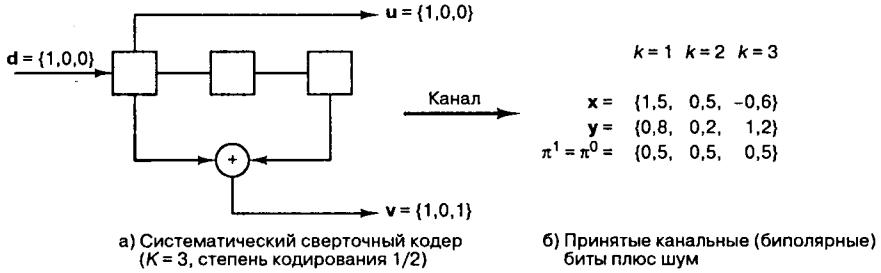 u = {1,0,0}
d = {1,0,0}
+
v = {1,0,1}
Канал
k = 1 k = 2 k = 3
x = {1,5, 0,5, −0,6}
y = {0,8, 0,2, 1,2}
π¹ = π⁰ = {0,5, 0,5, 0,5}
а) Систематический сверточный кодер
(K = 3, степень кодирования 1/2)
б) Принятые канальные (биполярные)
биты плюс шум